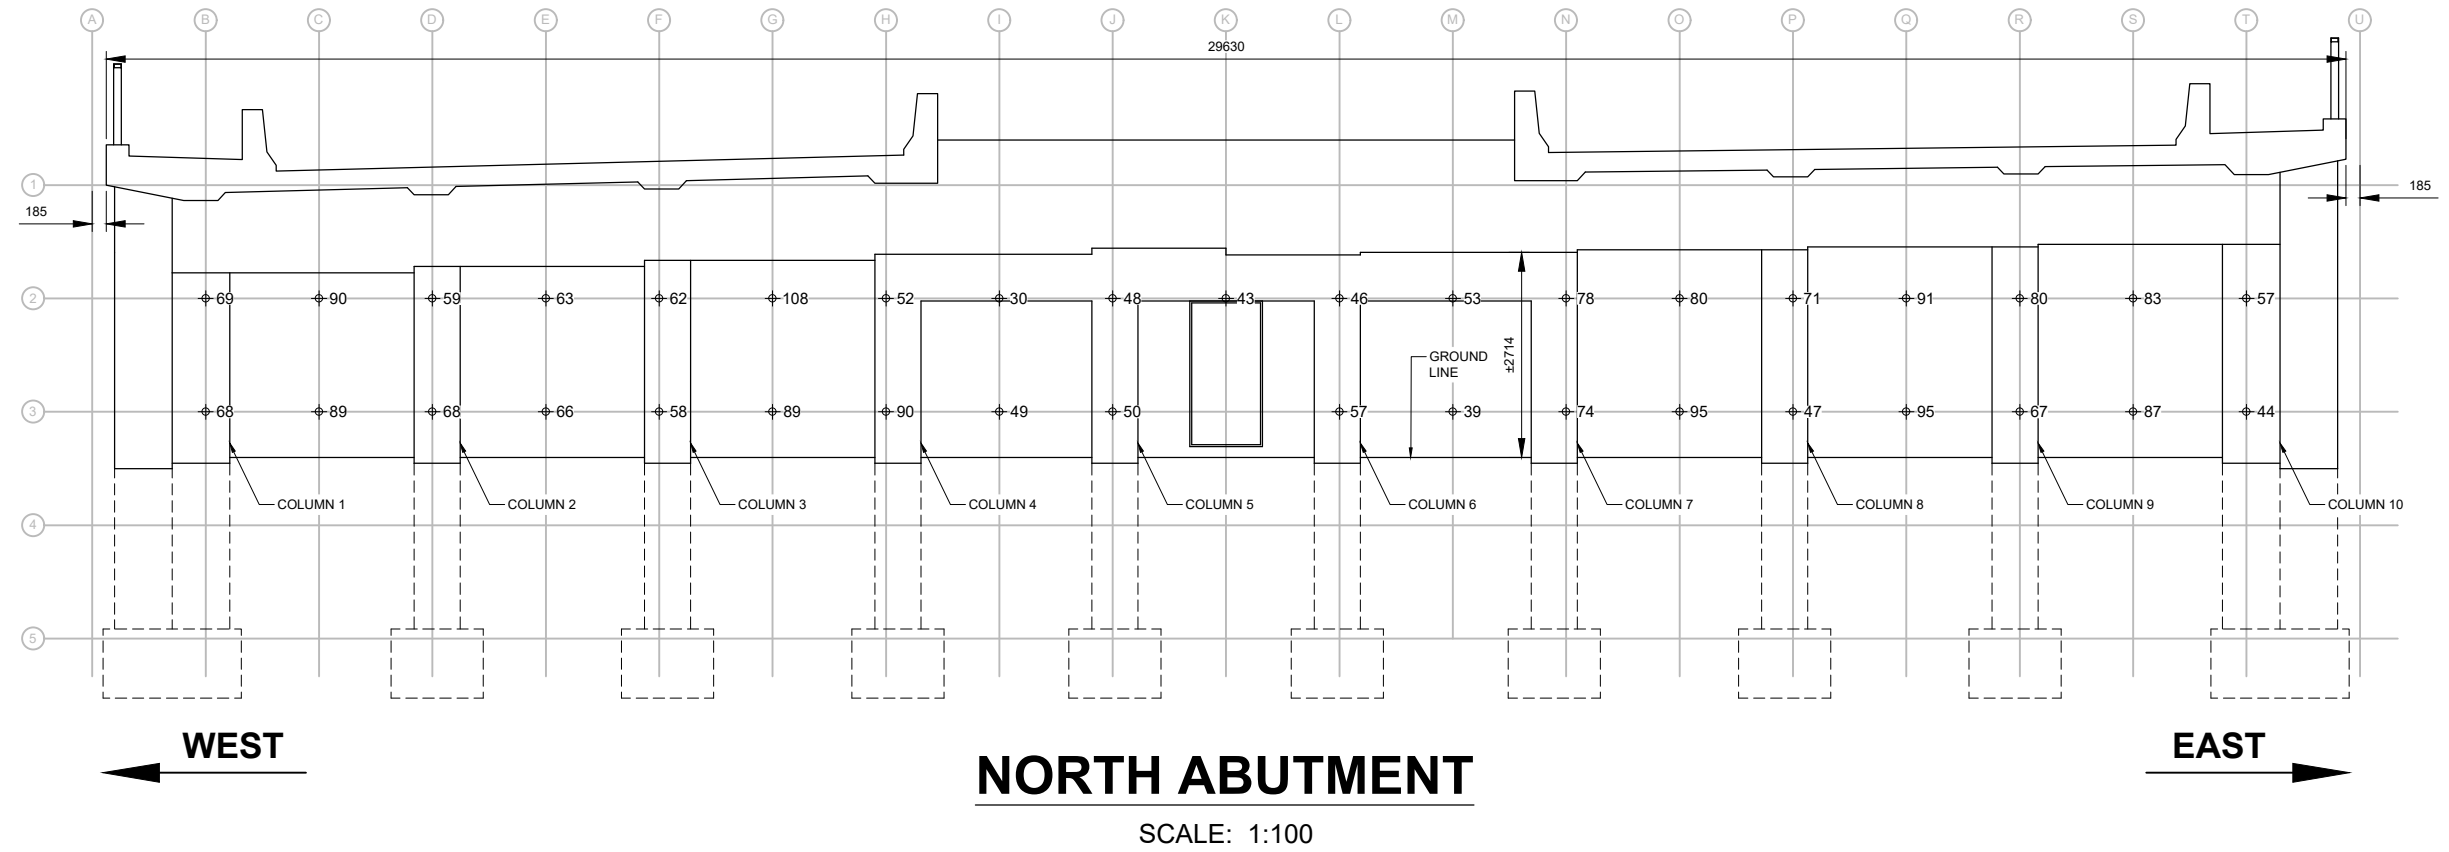 A B C D E F G H I J K L M N O P Q R S T U
29630
1
185 185
2 69 90 59 63 62 108 52 30 48 43 46 53 78 80 71 91 80 83 57
GROUND
LINE
±2714
3 68 89 68 66 58 89 90 49 50 57 39 74 95 47 95 67 87 44
COLUMN 1 COLUMN 2 COLUMN 3 COLUMN 4 COLUMN 5 COLUMN 6 COLUMN 7 COLUMN 8 COLUMN 9 COLUMN 10
4
5
WEST EAST
NORTH ABUTMENT
SCALE: 1:100